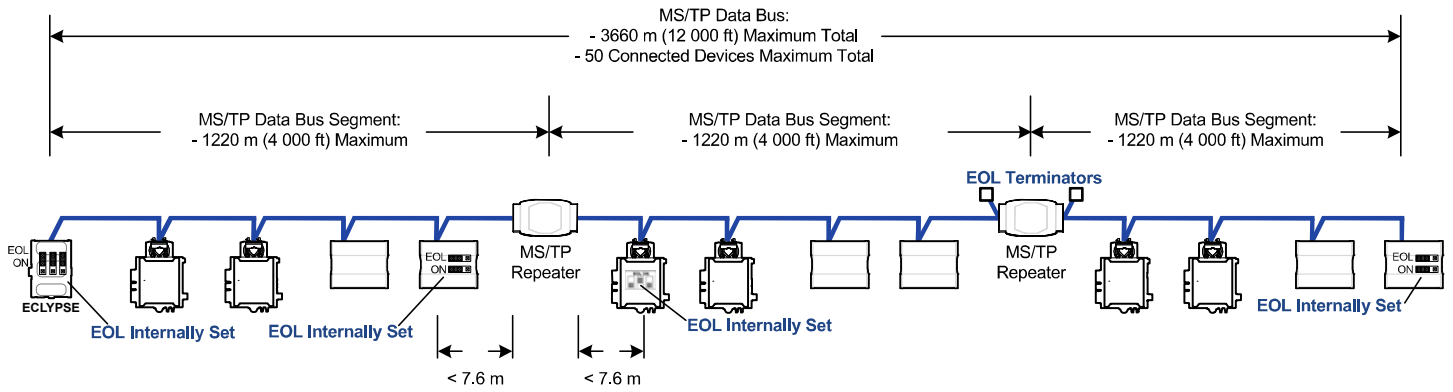 MS/TP Data Bus:
- 3660 m (12 000 ft) Maximum Total
- 50 Connected Devices Maximum Total
MS/TP Data Bus Segment:
- 1220 m (4 000 ft) Maximum
MS/TP Data Bus Segment:
- 1220 m (4 000 ft) Maximum
MS/TP Data Bus Segment:
- 1220 m (4 000 ft) Maximum
EOL Terminators
EOL
ON
ECLYPSE
EOL Internally Set
EOL
ON
EOL Internally Set
MS/TP
Repeater
EOL ON
EOL Internally Set
MS/TP
Repeater
EOL
ON
EOL Internally Set
< 7.6 m
< 7.6 m